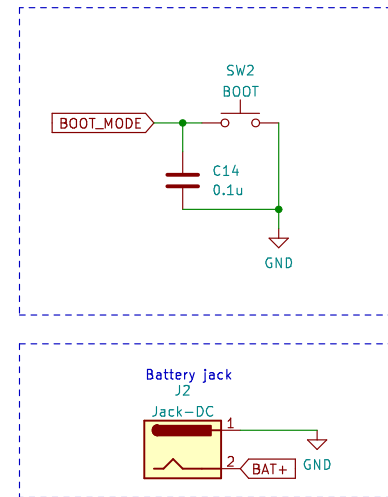 SW2
BOOT
BOOT_MODE
C14
0.1u
GND
Battery jack
J2
Jack-DC
1
2
BAT+
GND